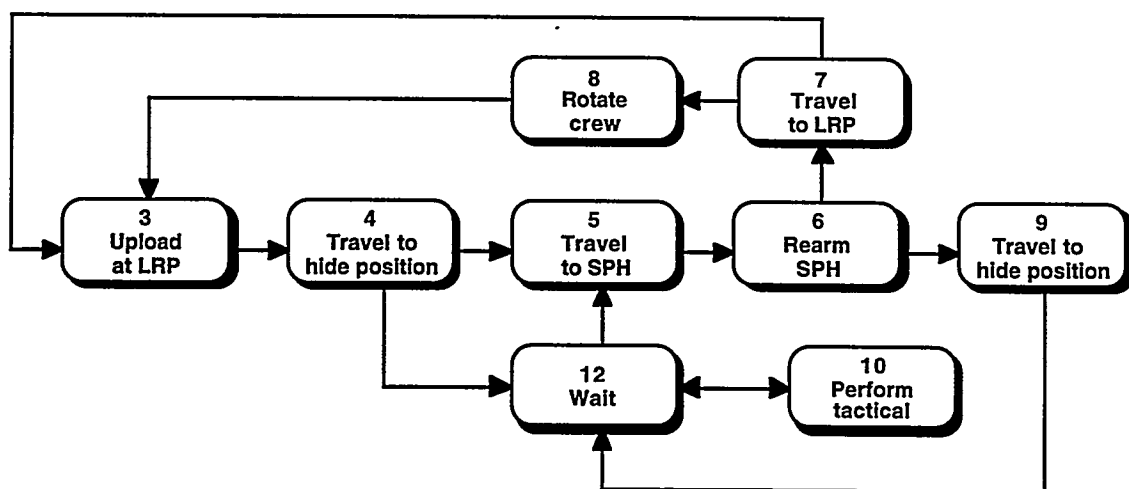 8
Rotate
crew
7
Travel
to LRP
3
Upload
at LRP
4
Travel to
hide position
5
Travel
to SPH
6
Rearm
SPH
9
Travel to
hide position
12
Wait
10
Perform
tactical